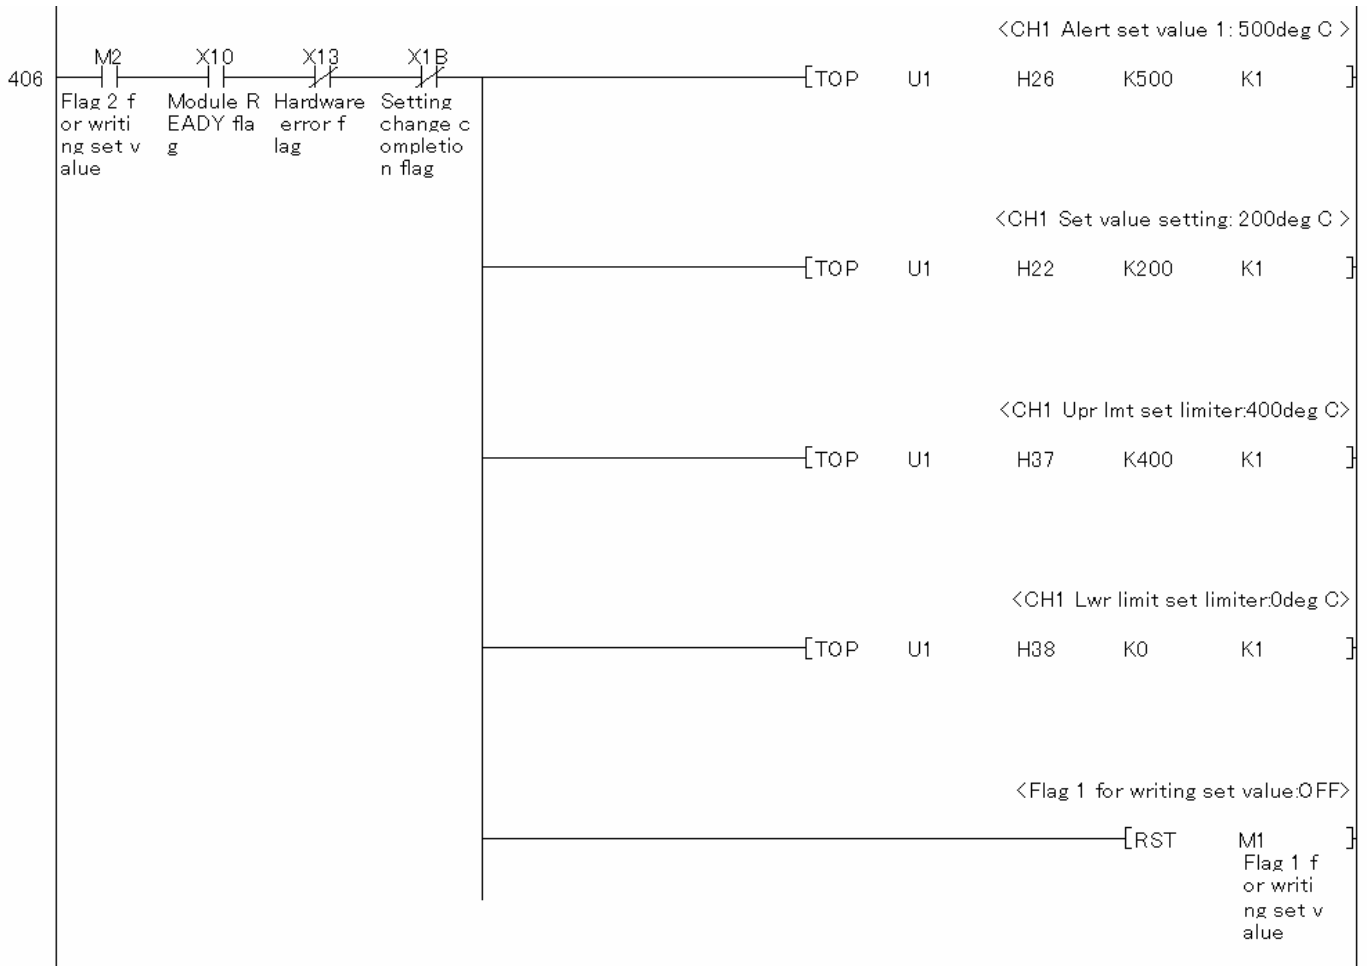 <CH1 Alert set value 1:500deg C >
M2 X10 X13 X1B
406 [TOP U1 H26 K500 K1 ]
Flag 2 f Module R Hardware Setting
or writi EADY fla error f change c
ng set v g lag ompletio
alue n flag
<CH1 Set value setting:200deg C >
[TOP U1 H22 K200 K1 ]
<CH1 Upr lmt set limiter:400deg C>
[TOP U1 H37 K400 K1 ]
<CH1 Lwr limit set limiter:0deg C>
[TOP U1 H38 K0 K1 ]
<Flag 1 for writing set value:OFF>
[RST M1 ]
Flag 1 f
or writi
ng set v
alue